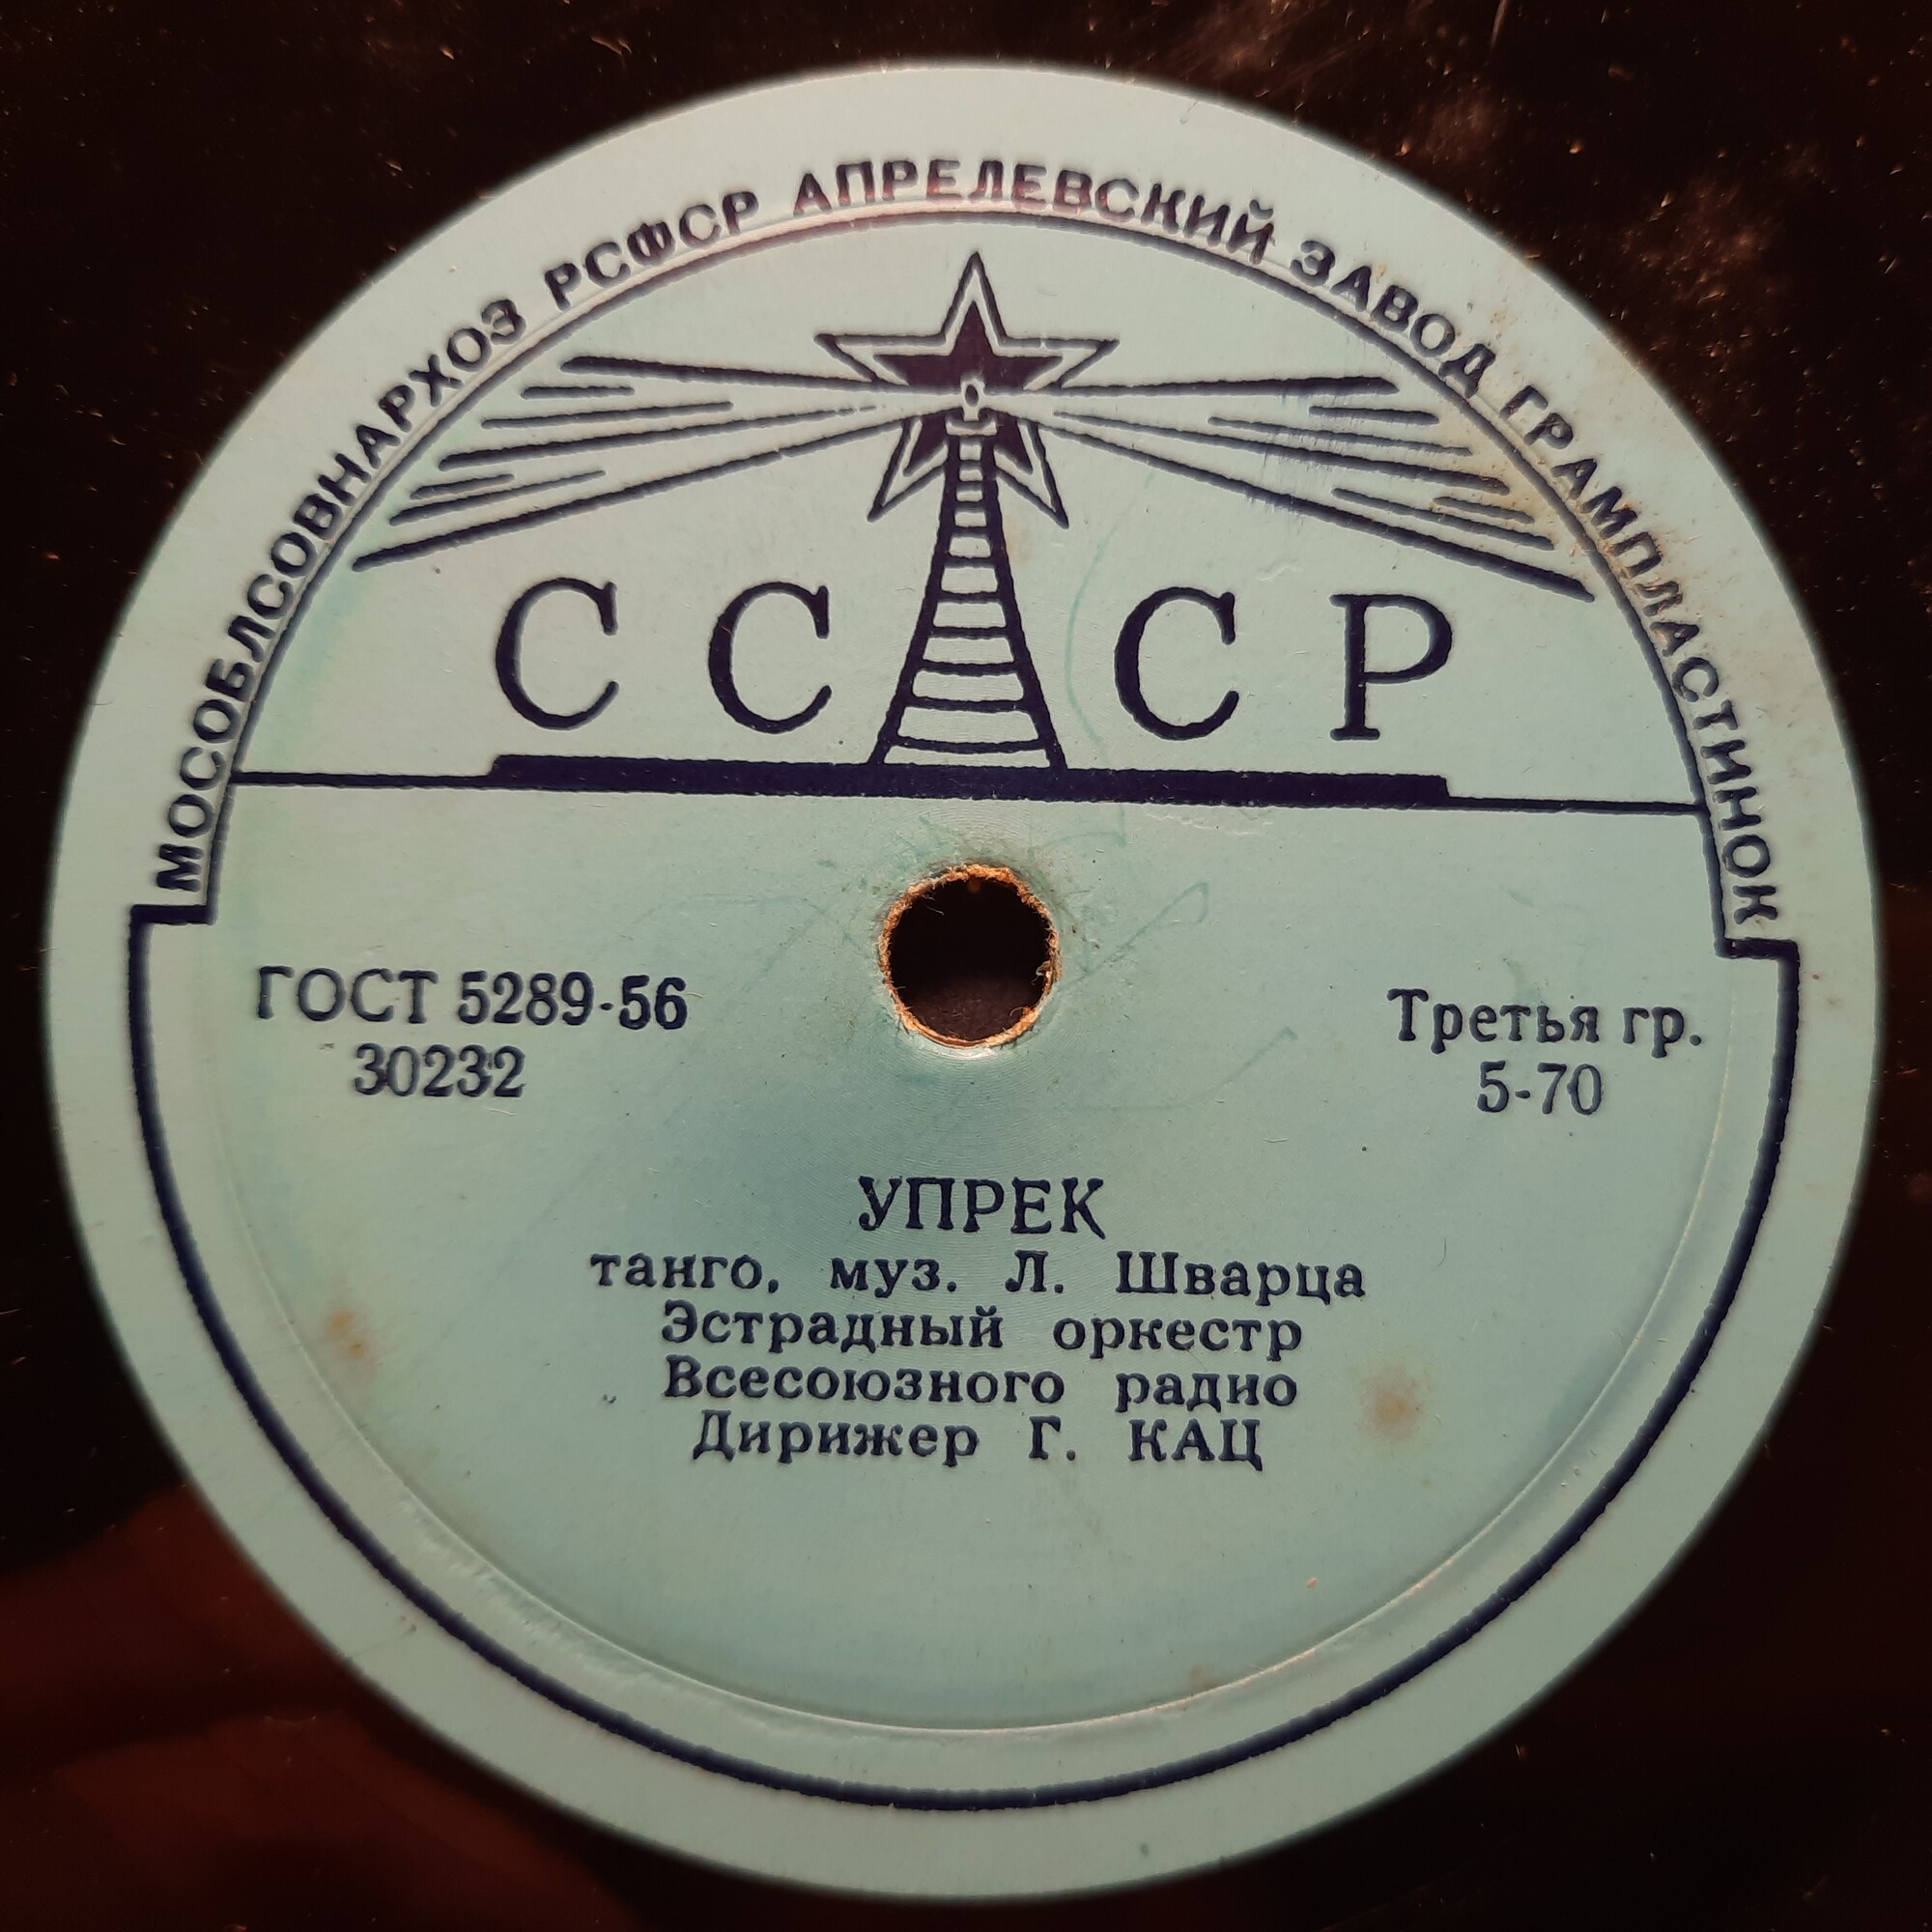 МОСОБЛСОВНАРХОЗ РСФСР АПРЕЛЕВСКИЙ ЗАВОД ГРАМПЛАСТИНОК
СССР
ГОСТ 5289-56
30232
Третья гр.
5-70
УПРЕК
танго, муз. Л. Шварца
Эстрадный оркестр
Всесоюзного радио
Дирижер Г. КАЦ